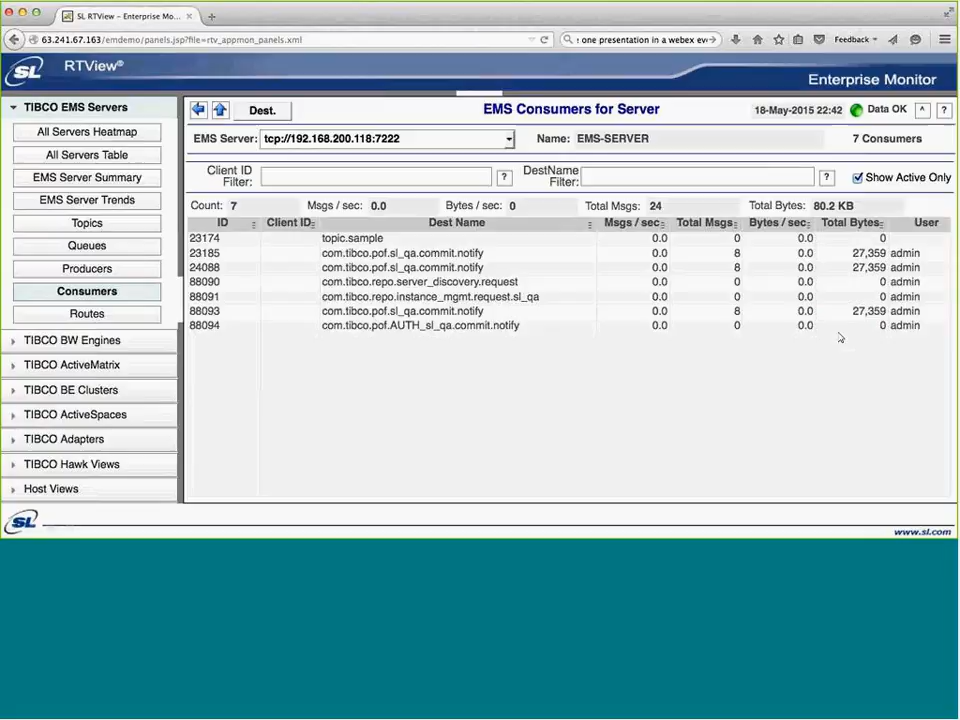 SL RTView - Enterprise Mo...
63.241.67.163/emdemo/panels.jsp?file=rtv_appmon_panels.xml
one presentation in a webex eve
Feedback
SL
RTView®
Enterprise Monitor
TIBCO EMS Servers
All Servers Heatmap
All Servers Table
EMS Server Summary
EMS Server Trends
Topics
Queues
Producers
Consumers
Routes
TIBCO BW Engines
TIBCO ActiveMatrix
TIBCO BE Clusters
TIBCO ActiveSpaces
TIBCO Adapters
TIBCO Hawk Views
Host Views
Dest. EMS Consumers for Server 18-May-2015 22:42 Data OK ^ ?
EMS Server: tcp://192.168.200.118:7222 Name: EMS-SERVER 7 Consumers
Client ID Filter: ? DestName Filter: ? Show Active Only
Count: 7 Msgs / sec: 0.0 Bytes / sec: 0 Total Msgs: 24 Total Bytes: 80.2 KB
ID Client ID Dest Name Msgs / sec Total Msgs Bytes / sec Total Bytes User
23174 topic.sample 0.0 0 0.0 0
23185 com.tibco.pof.sl_qa.commit.notify 0.0 8 0.0 27,359 admin
24088 com.tibco.pof.sl_qa.commit.notify 0.0 8 0.0 27,359 admin
88090 com.tibco.repo.server_discovery.request 0.0 0 0.0 0 admin
88091 com.tibco.repo.instance_mgmt.request.sl_qa 0.0 0 0.0 0 admin
88093 com.tibco.pof.sl_qa.commit.notify 0.0 8 0.0 27,359 admin
88094 com.tibco.pof.AUTH_sl_qa.commit.notify 0.0 0 0.0 0 admin
SL
www.sl.com